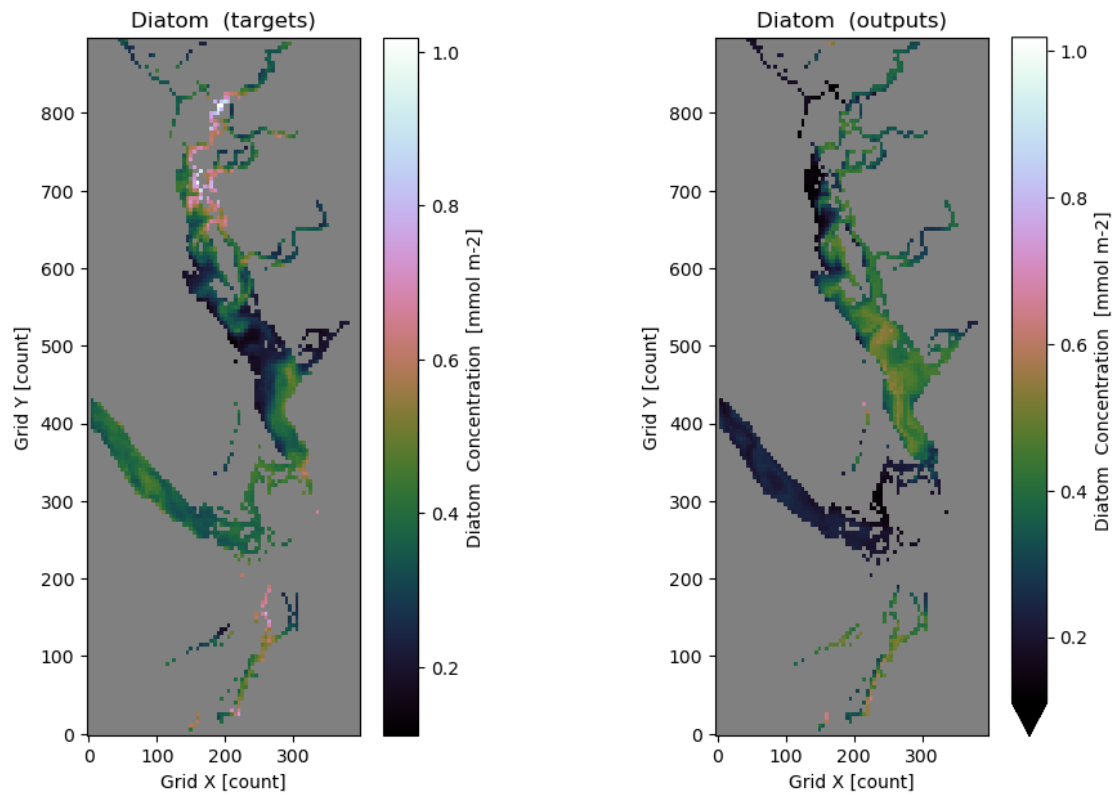 Diatom  (targets)
800
700
600
500
400
300
200
100
0
0 100 200 300
Grid X [count]
Grid Y [count]
1.0
0.8
0.6
0.4
0.2
Diatom  Concentration  [mmol m-2]
Diatom  (outputs)
800
700
600
500
400
300
200
100
0
0 100 200 300
Grid X [count]
Grid Y [count]
1.0
0.8
0.6
0.4
0.2
Diatom  Concentration  [mmol m-2]